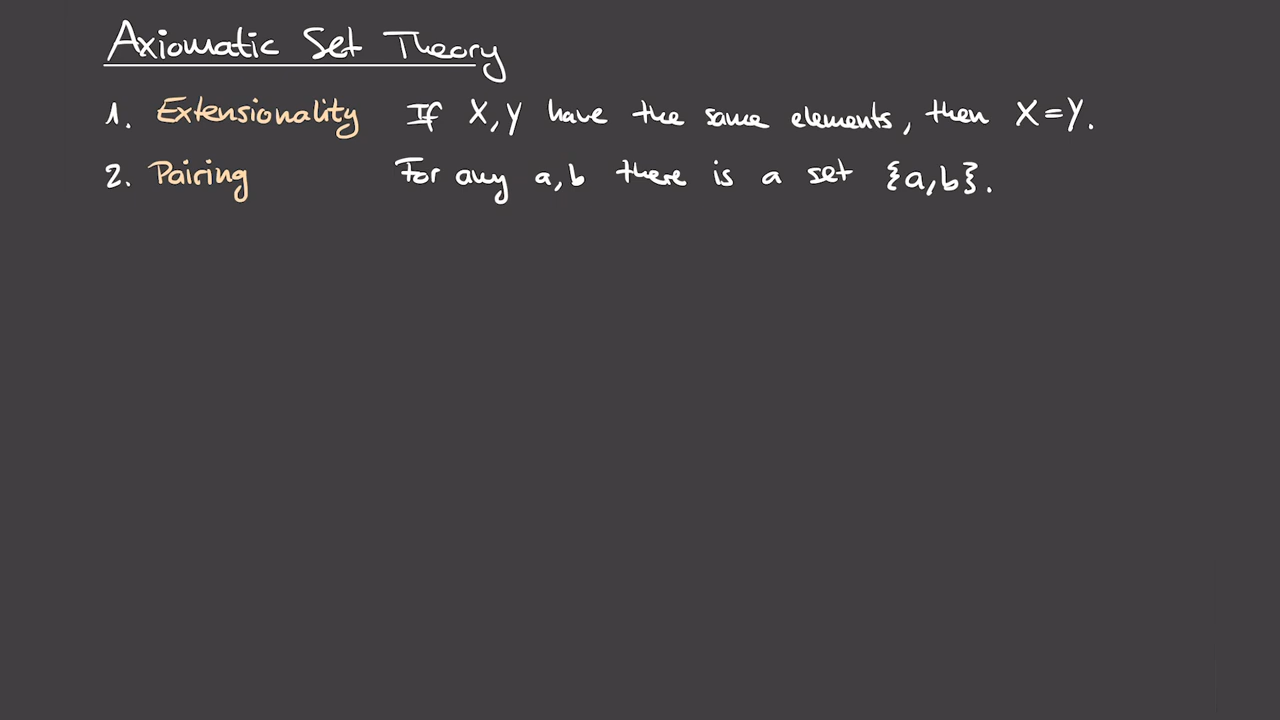 Axiomatic Set Theory
1. Extensionality If X, Y have the same elements, then X=Y.
2. Pairing For any a,b there is a set {a,b}.